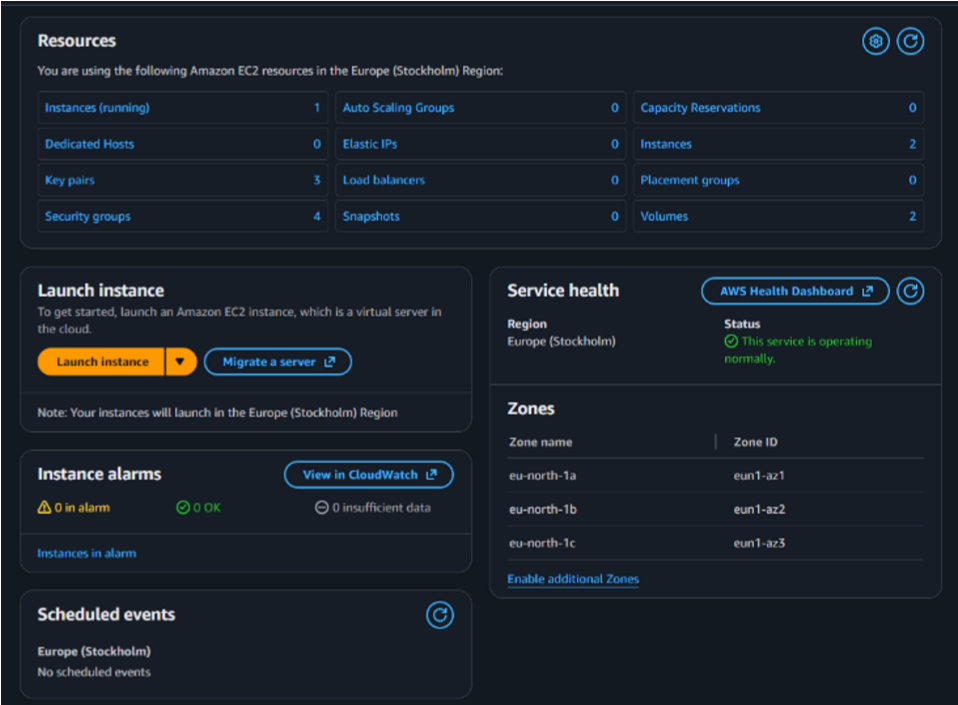 Resources
You are using the following Amazon EC2 resources in the Europe (Stockholm) Region:
Instances (running) 1 Auto Scaling Groups 0 Capacity Reservations 0
Dedicated Hosts 0 Elastic IPs 0 Instances 2
Key pairs 3 Load balancers 0 Placement groups 0
Security groups 4 Snapshots 0 Volumes 2
Launch instance
To get started, launch an Amazon EC2 instance, which is a virtual server in
the cloud.
Launch instance Migrate a server
Note: Your instances will launch in the Europe (Stockholm) Region
Instance alarms View in CloudWatch
0 in alarm 0 OK 0 insufficient data
Instances in alarm
Scheduled events
Europe (Stockholm)
No scheduled events
Service health AWS Health Dashboard
Region Status
Europe (Stockholm) This service is operating
normally.
Zones
Zone name Zone ID
eu-north-1a eun1-az1
eu-north-1b eun1-az2
eu-north-1c eun1-az3
Enable additional Zones